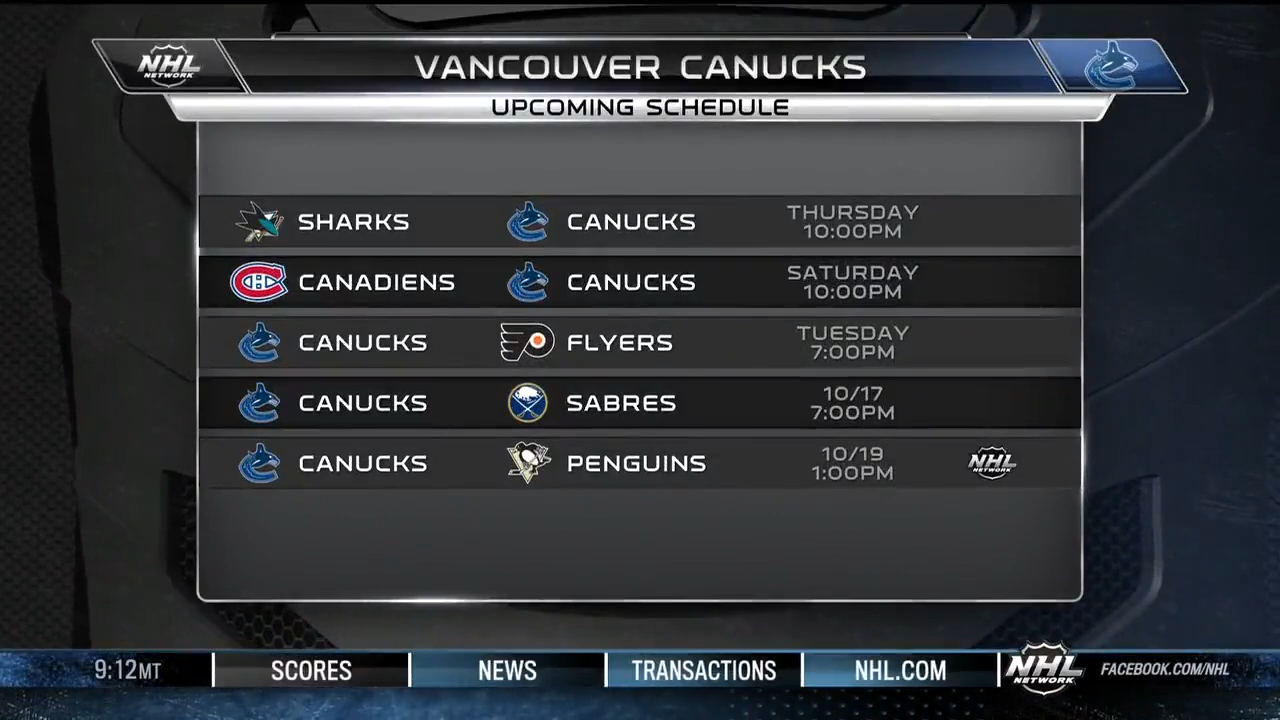 NHL NETWORK
VANCOUVER CANUCKS
UPCOMING SCHEDULE
SHARKS CANUCKS THURSDAY 10:00PM
CANADIENS CANUCKS SATURDAY 10:00PM
CANUCKS FLYERS TUESDAY 7:00PM
CANUCKS SABRES 10/17 7:00PM
CANUCKS PENGUINS 10/19 1:00PM NHL NETWORK
9:12MT SCORES NEWS TRANSACTIONS NHL.COM NHL NETWORK FACEBOOK.COM/NHL